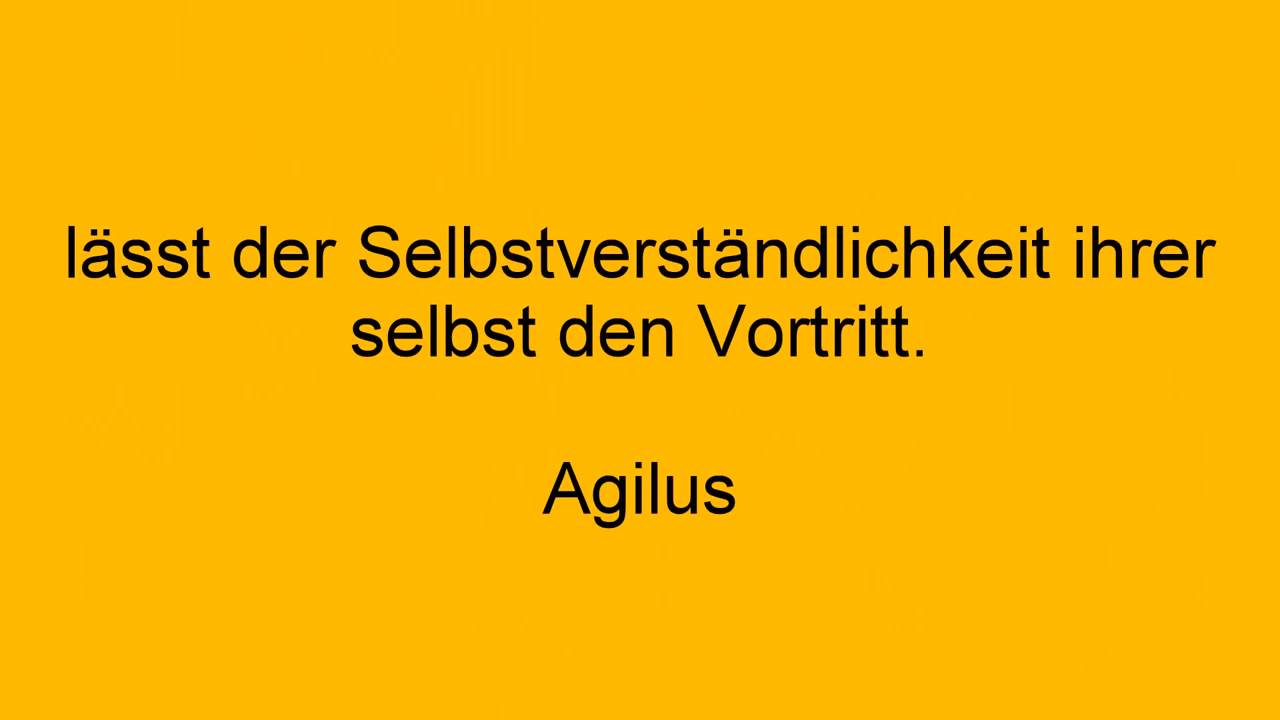 lässt der Selbstverständlichkeit ihrer
selbst den Vortritt.
Agilus